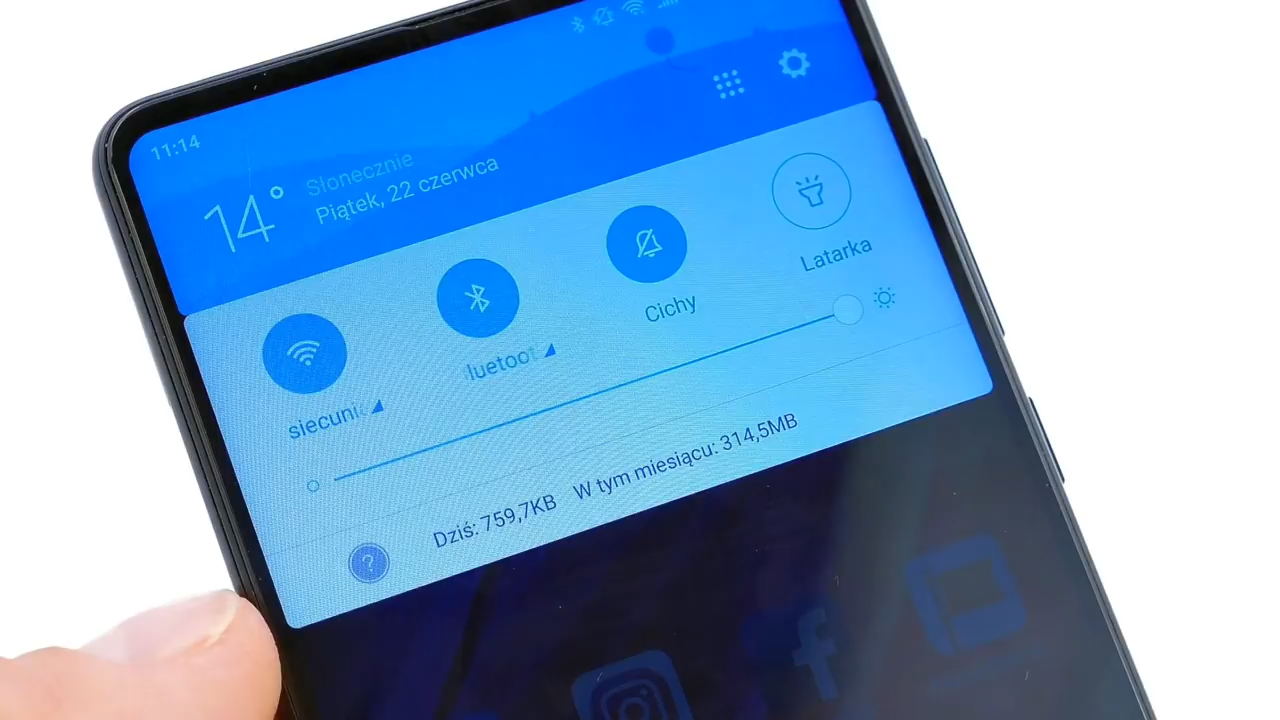 11:14
14°
Słonecznie
Piątek, 22 czerwca
siecuni
luetoot
Cichy
Latarka
?
Dziś: 759,7KB W tym miesiącu: 314,5MB
f